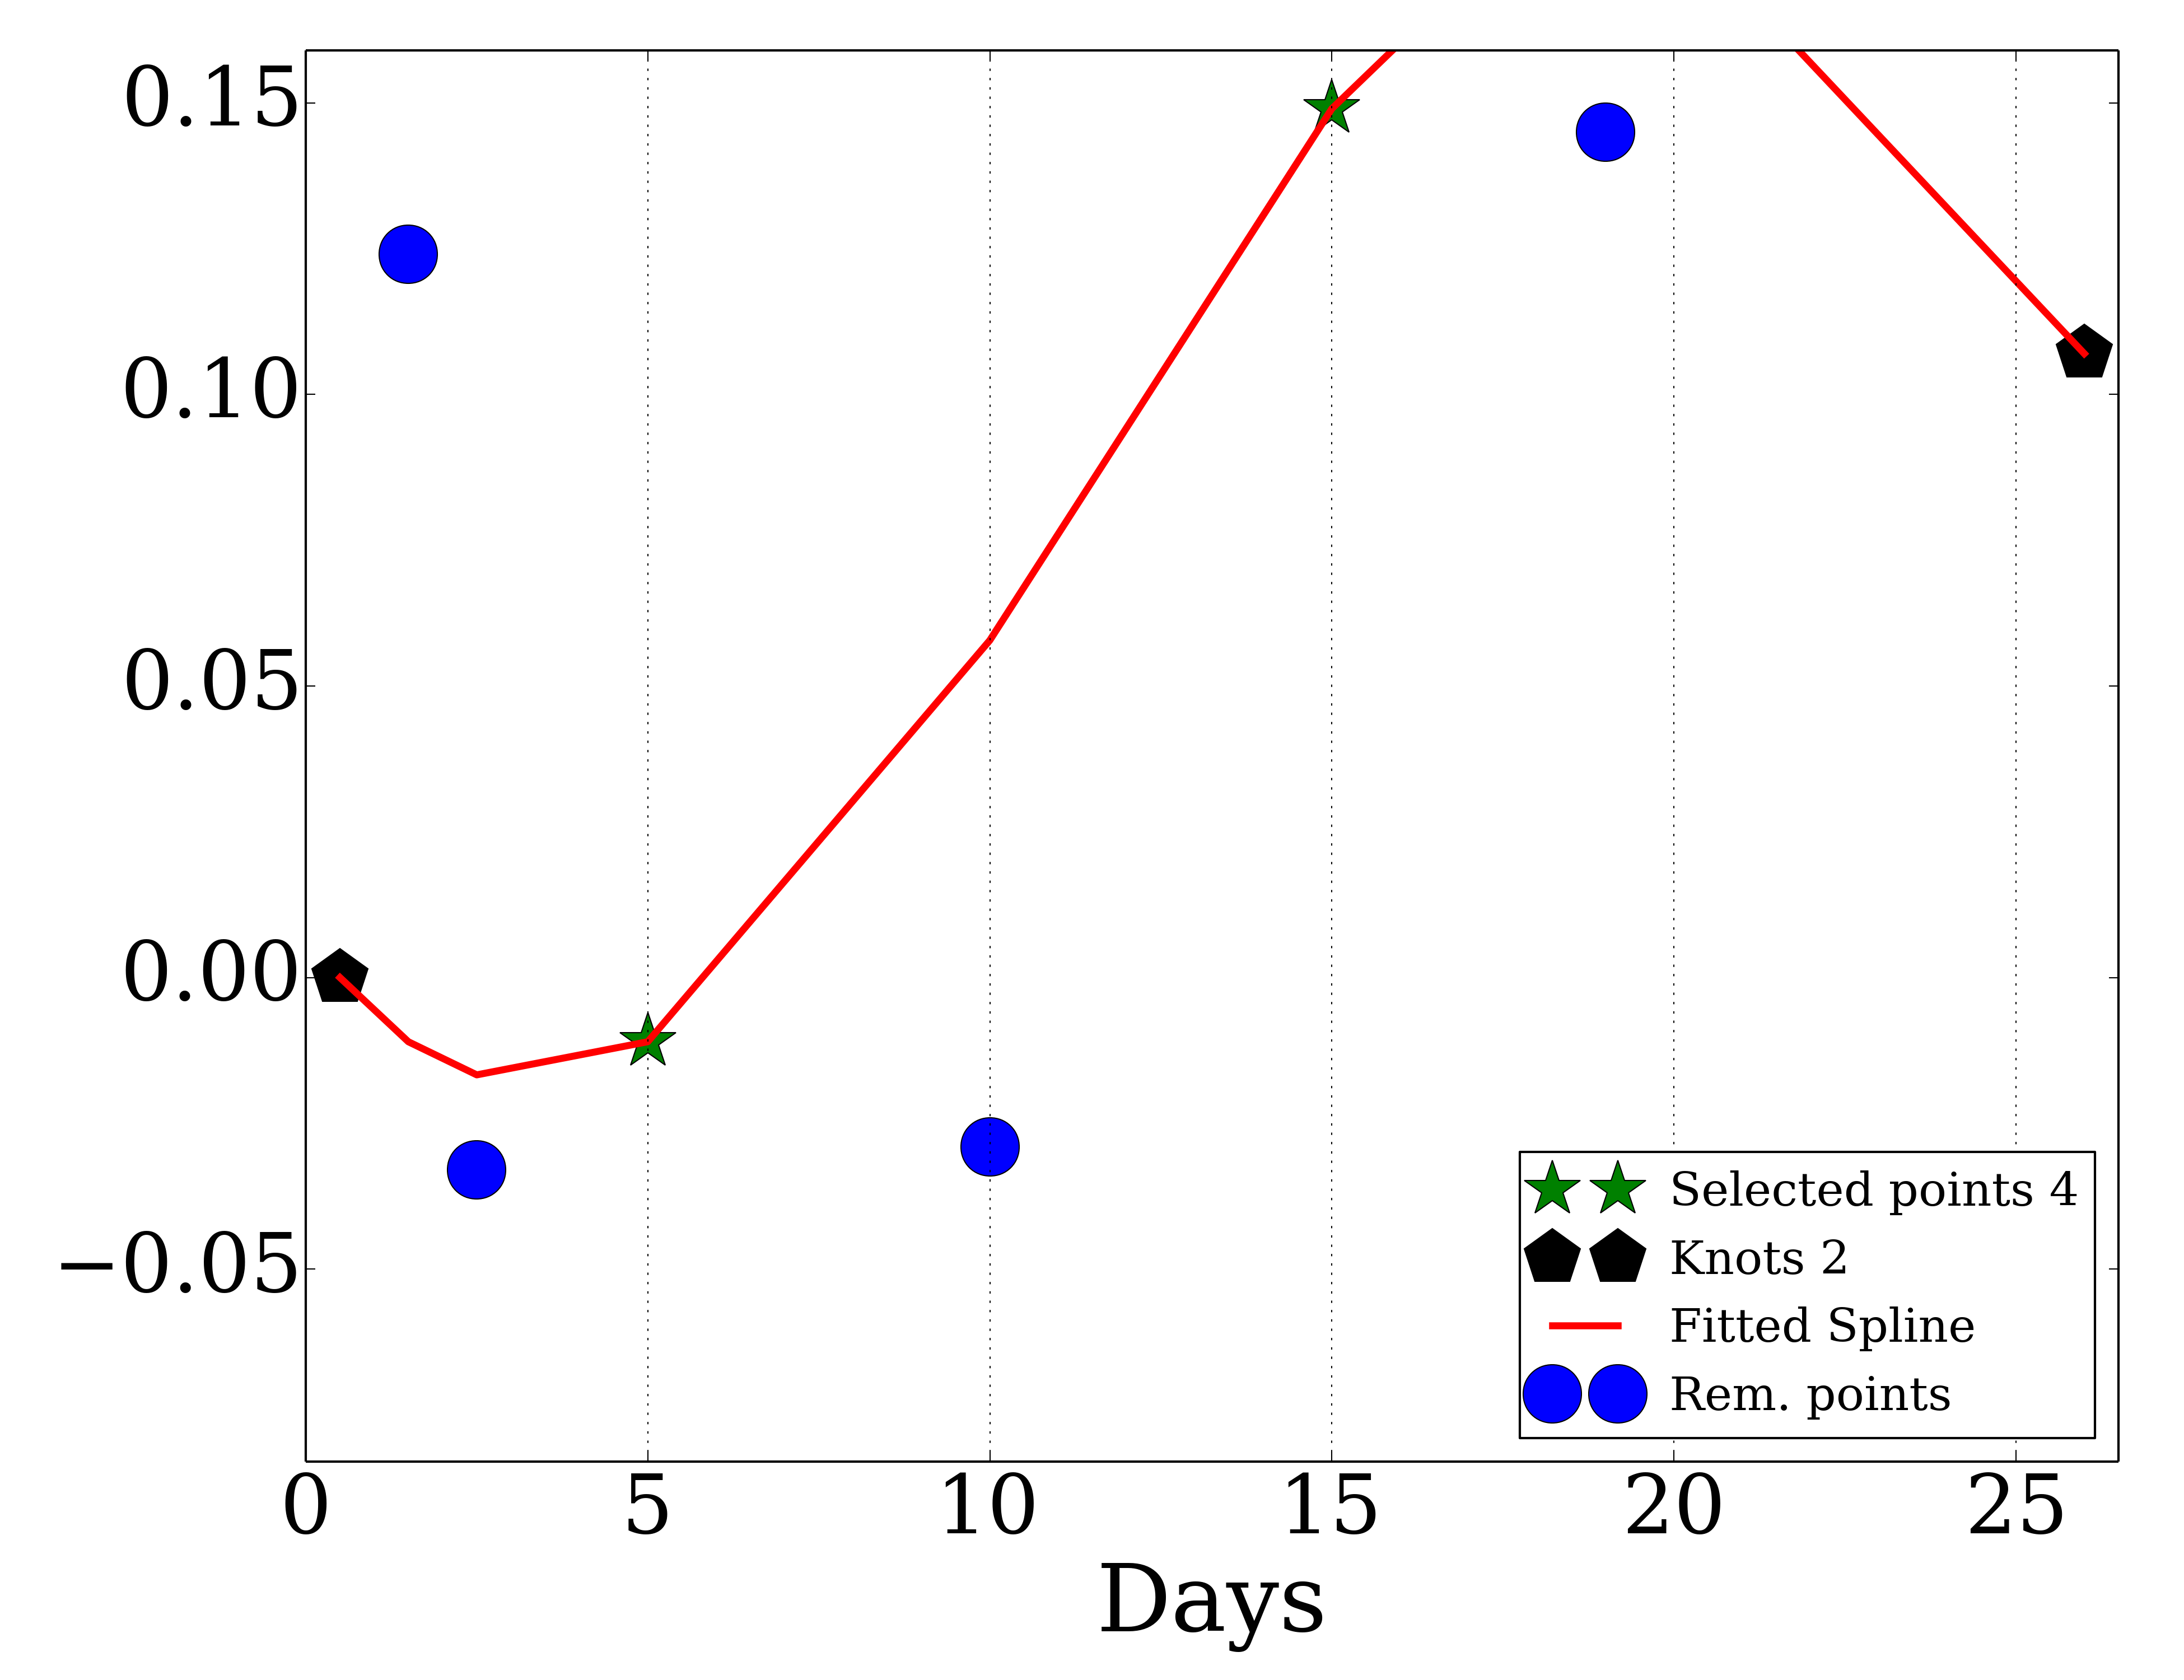 0.15
0.10
0.05
0.00
−0.05
0 5 10 15 20 25
Days
Selected points 4
Knots 2
Fitted Spline
Rem. points